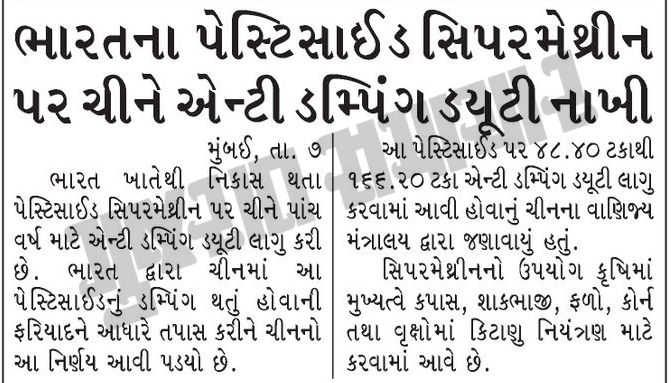 ભારતના પેસ્ટિસાઈડ સિપરમેથ્રીન
પર ચીને એન્ટી ડમ્પિંગ ડયૂટી નાખી
મુંબઈ, તા. ૭
ભારત ખાતેથી નિકાસ થતા
પેસ્ટિસાઈડ સિપરમેથ્રીન પર ચીને પાંચ
વર્ષ માટે એન્ટી ડમ્પિંગ ડયૂટી લાગુ કરી
છે. ભારત દ્વારા ચીનમાં આ
પેસ્ટિસાઈડનું ડમ્પિંગ થતું હોવાની
ફરિયાદને આધારે તપાસ કરીને ચીનનો
આ નિર્ણય આવી પડયો છે.
આ પેસ્ટિસાઈડ પર ૪૮.૪૦ ટકાથી
૧૬૬.૨૦ ટકા એન્ટી ડમ્પિંગ ડયૂટી લાગુ
કરવામાં આવી હોવાનું ચીનના વાણિજ્ય
મંત્રાલય દ્વારા જણાવાયું હતું.
સિપરમેથ્રીનનો ઉપયોગ કૃષિમાં
મુખ્યત્વે કપાસ, શાકભાજી, ફળો, કોર્ન
તથા વૃક્ષોમાં કિટાણુ નિયંત્રણ માટે
કરવામાં આવે છે.